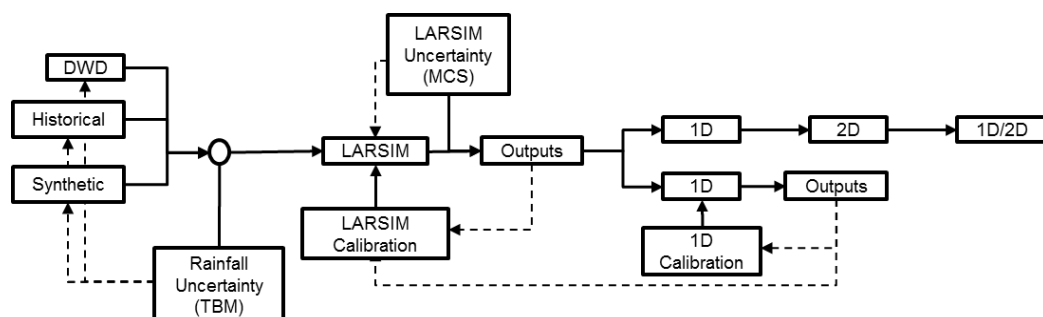 DWD
Historical
Synthetic
Rainfall
Uncertainty
(TBM)
LARSIM
Uncertainty
(MCS)
LARSIM
LARSIM
Calibration
Outputs
1D
2D
1D/2D
1D
Outputs
1D
Calibration